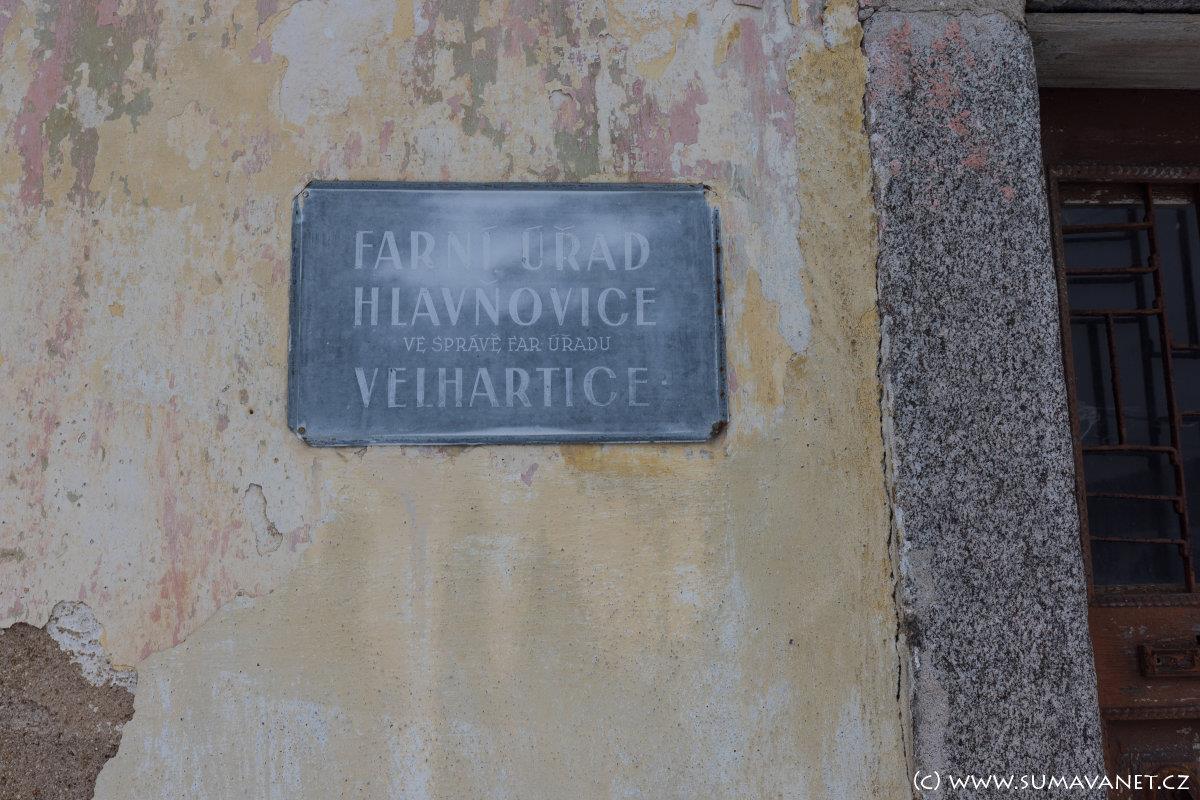 FARNÍ ÚŘAD
HLAVŇOVICE
VE SPRÁVĚ FAR ÚŘADU
VELHARTICE
(C) WWW.SUMAVANET.CZ